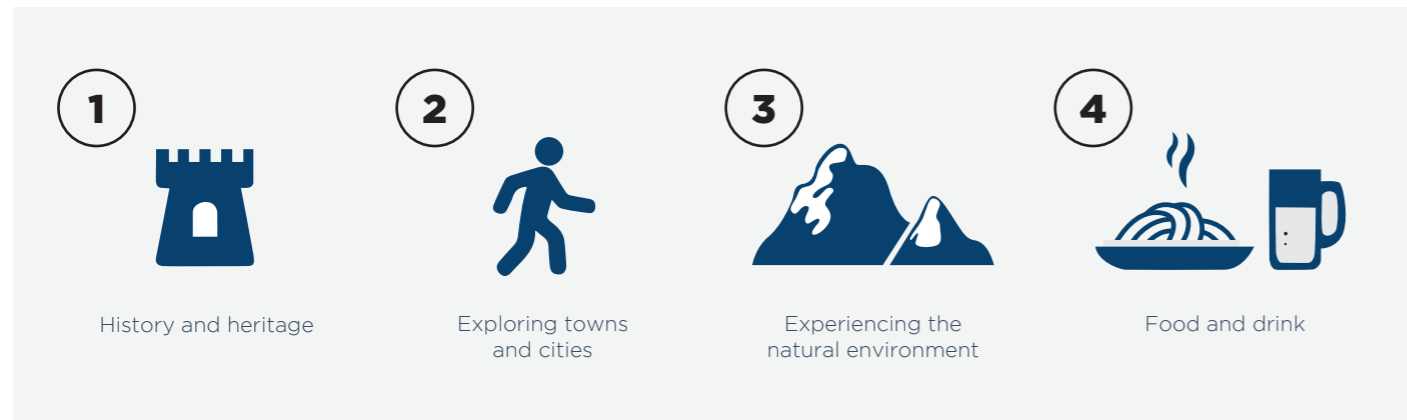 1
History and heritage
2
Exploring towns
and cities
3
Experiencing the
natural environment
4
Food and drink